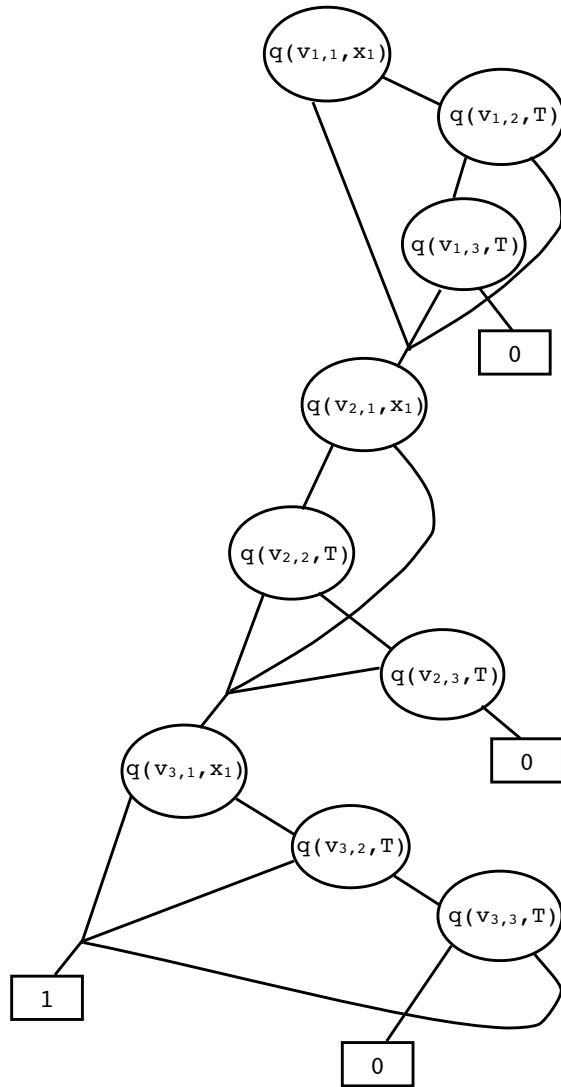 q(v1,1,x1)
q(v1,2,T)
q(v1,3,T)
0
q(v2,1,x1)
q(v2,2,T)
q(v2,3,T)
0
q(v3,1,x1)
q(v3,2,T)
q(v3,3,T)
1
0